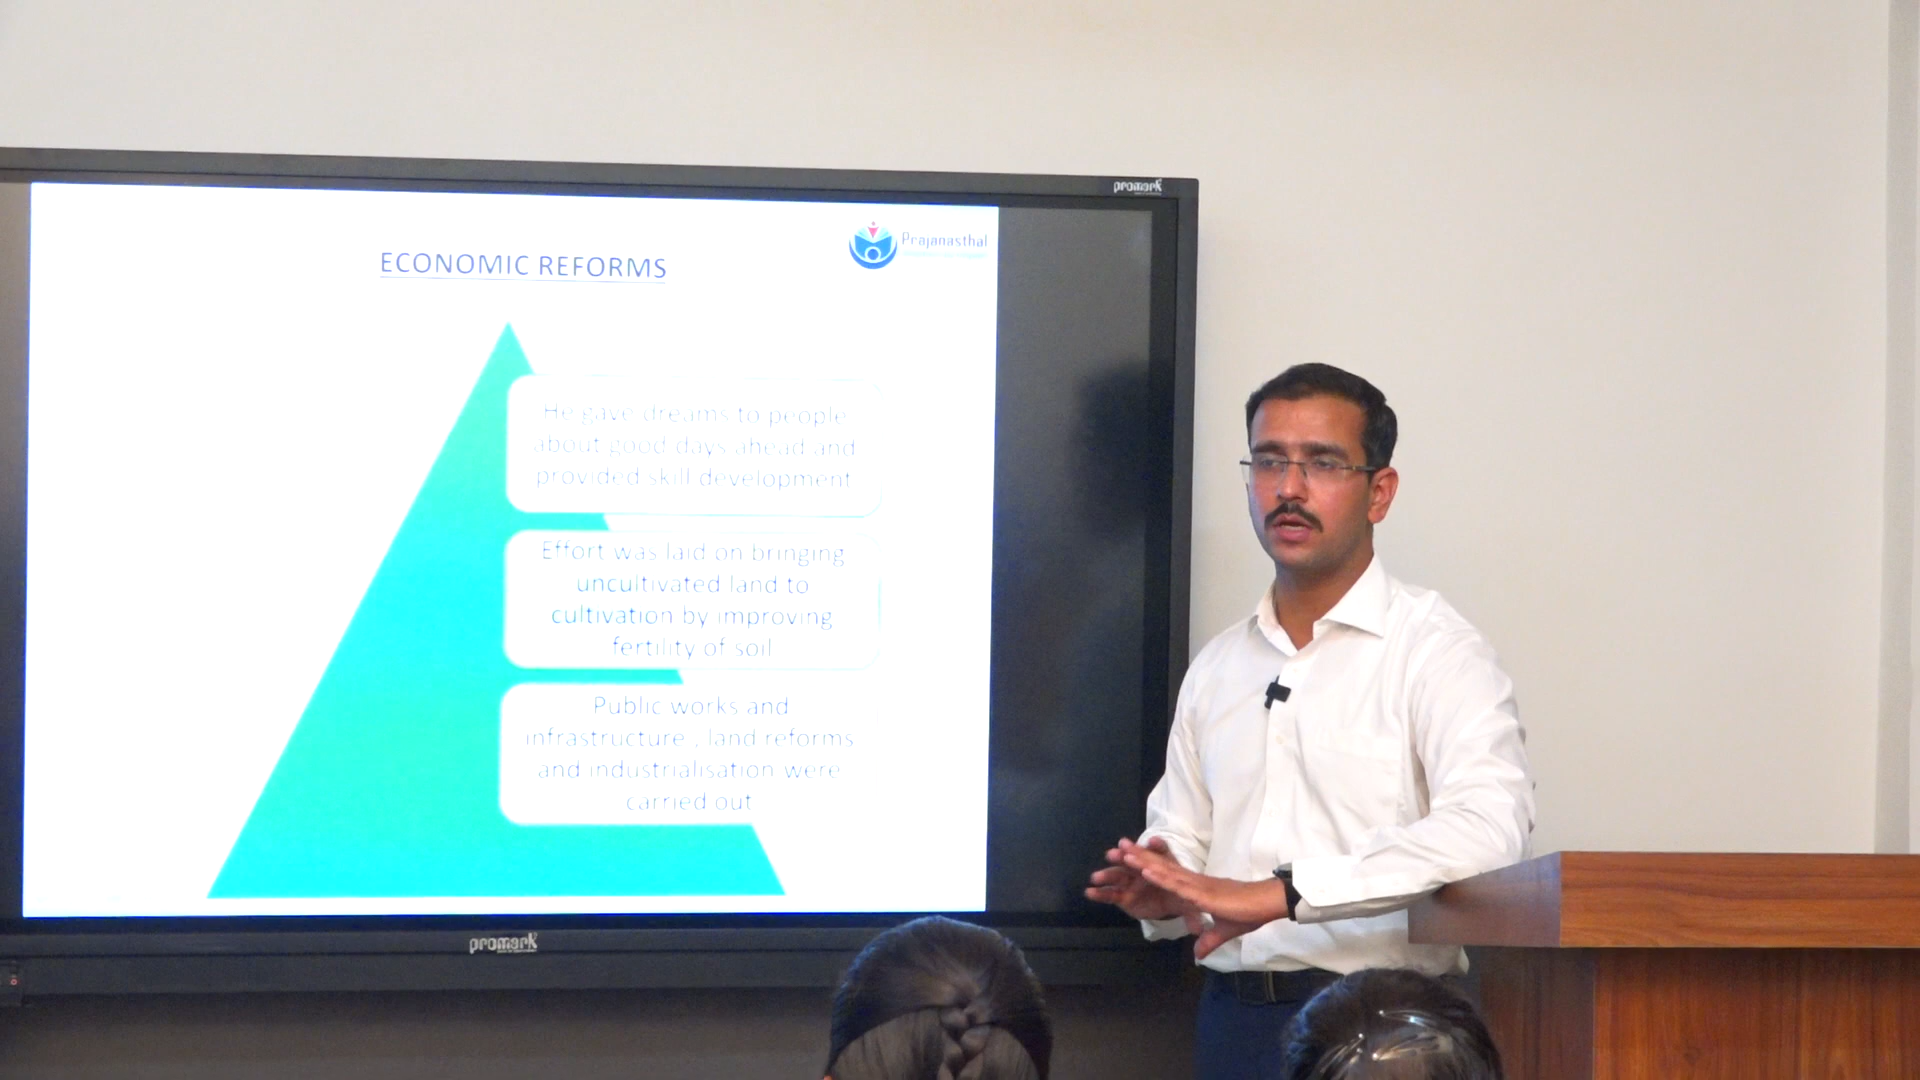 promark
Prajanasthal
ECONOMIC REFORMS
He gave dreams to people
about good days ahead and
provided skill development
Effort was laid on bringing
uncultivated land to
cultivation by improving
fertility of soil
Public works and
infrastructure , land reforms
and industrialisation were
carried out
promark